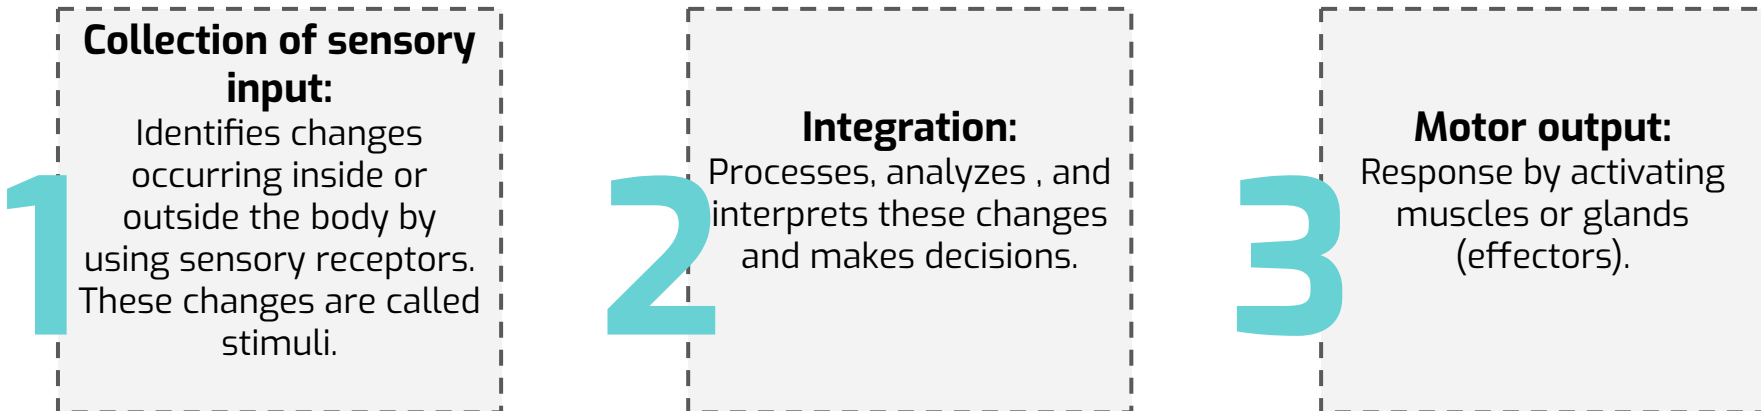 1
Collection of sensory
input:
Identifies changes
occurring inside or
outside the body by
using sensory receptors.
These changes are called
stimuli.
2
Integration:
Processes, analyzes , and
interprets these changes
and makes decisions.
3
Motor output:
Response by activating
muscles or glands
(effectors).